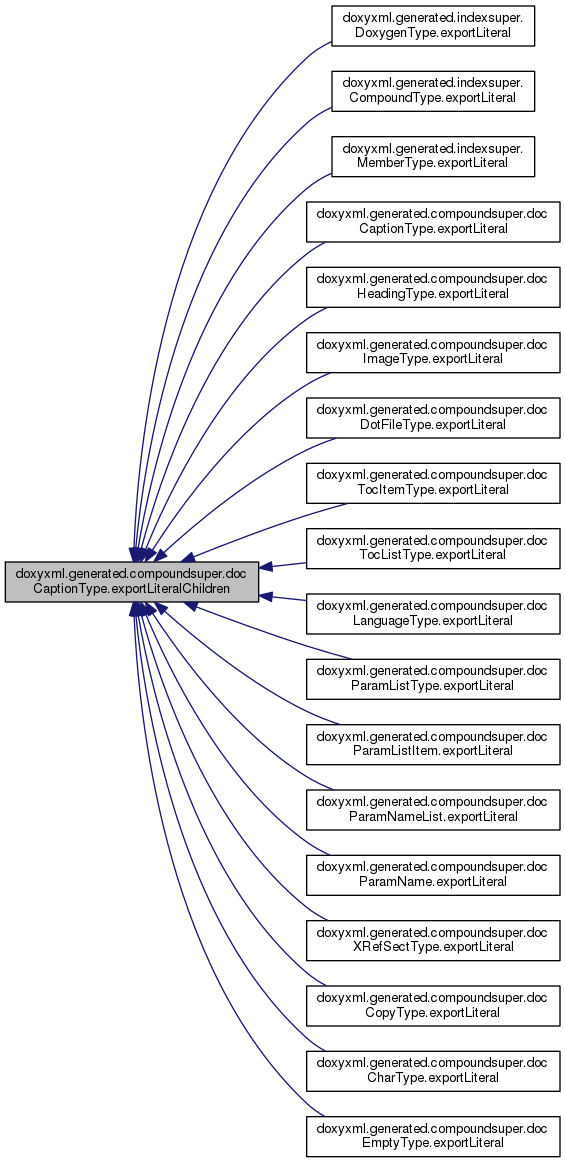 doxyxml.generated.indexsuper.
DoxygenType.exportLiteral
doxyxml.generated.indexsuper.
CompoundType.exportLiteral
doxyxml.generated.indexsuper.
MemberType.exportLiteral
doxyxml.generated.compoundsuper.doc
CaptionType.exportLiteral
doxyxml.generated.compoundsuper.doc
HeadingType.exportLiteral
doxyxml.generated.compoundsuper.doc
ImageType.exportLiteral
doxyxml.generated.compoundsuper.doc
DotFileType.exportLiteral
doxyxml.generated.compoundsuper.doc
TocItemType.exportLiteral
doxyxml.generated.compoundsuper.doc
TocListType.exportLiteral
doxyxml.generated.compoundsuper.doc
CaptionType.exportLiteralChildren
doxyxml.generated.compoundsuper.doc
LanguageType.exportLiteral
doxyxml.generated.compoundsuper.doc
ParamListType.exportLiteral
doxyxml.generated.compoundsuper.doc
ParamListItem.exportLiteral
doxyxml.generated.compoundsuper.doc
ParamNameList.exportLiteral
doxyxml.generated.compoundsuper.doc
ParamName.exportLiteral
doxyxml.generated.compoundsuper.doc
XRefSectType.exportLiteral
doxyxml.generated.compoundsuper.doc
CopyType.exportLiteral
doxyxml.generated.compoundsuper.doc
CharType.exportLiteral
doxyxml.generated.compoundsuper.doc
EmptyType.exportLiteral